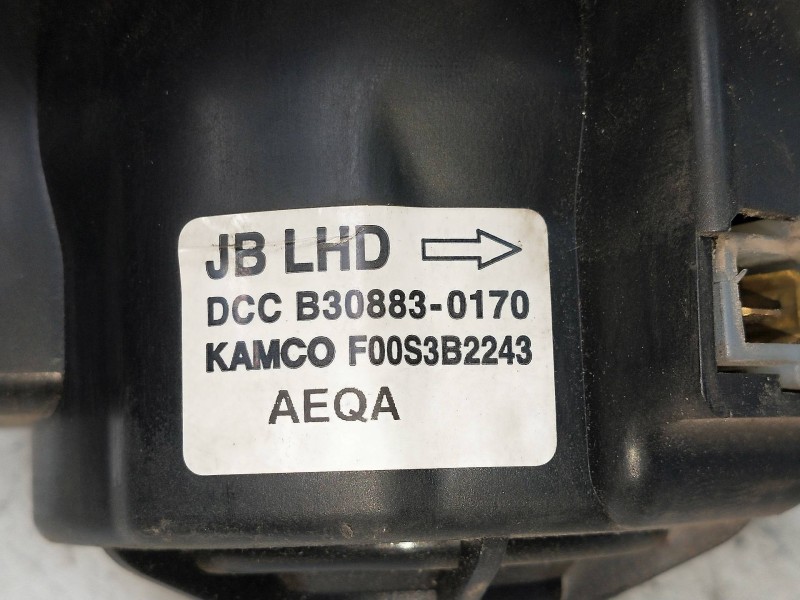 JB LHD
DCC B30883-0170
KAMCO F00S3B2243
AEQA